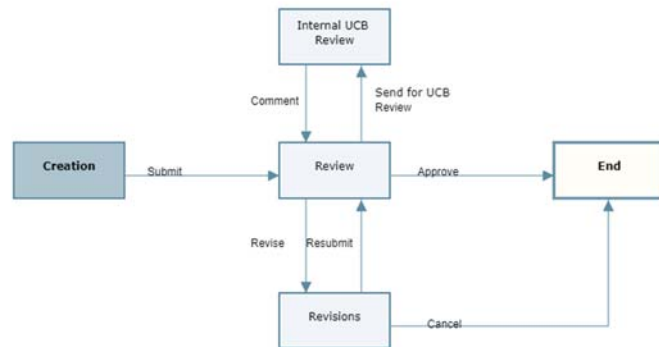 Internal UCB
Review
Comment
Send for UCB
Review
Creation
Submit
Review
Approve
End
Revise
Resubmit
Revisions
Cancel